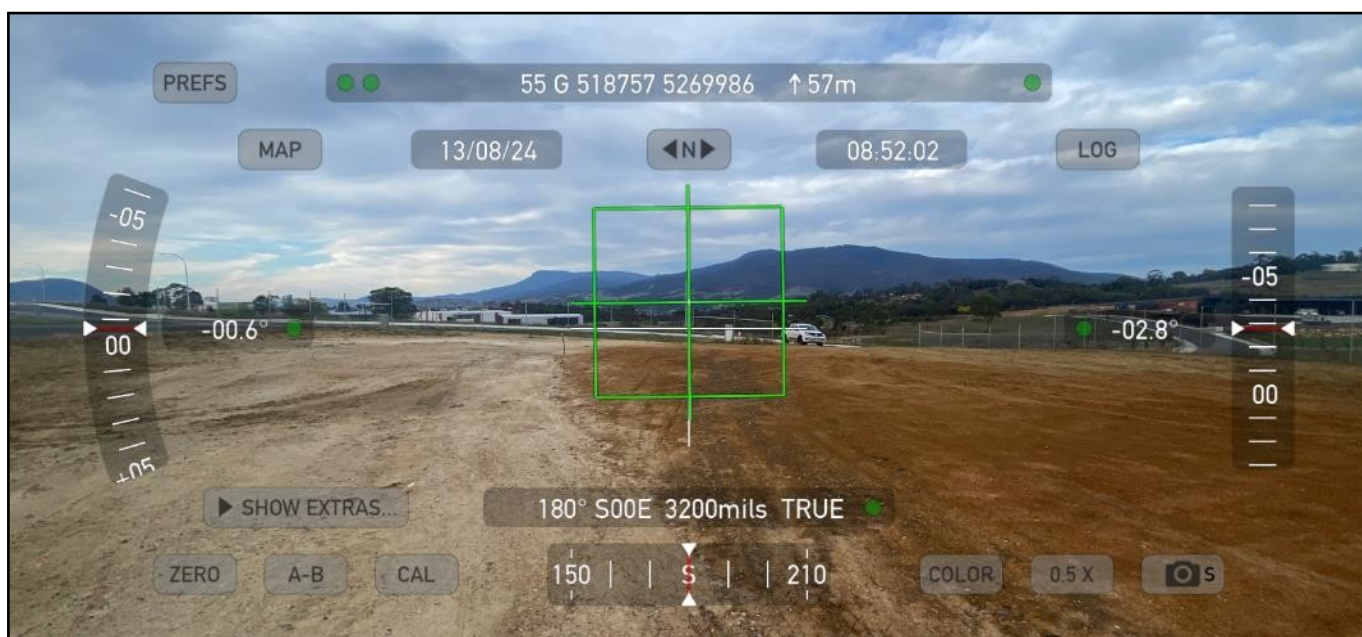 PREFS
55 G 518757 5269986 ↑57m
MAP
13/08/24
◀N▶
08:52:02
LOG
-05
-05
-00.6°
00
-02.8°
00
+05
▶ SHOW EXTRAS...
180° S00E 3200mils TRUE
ZERO
A-B
CAL
150 | | S | | 210
COLOR
0.5 X
S